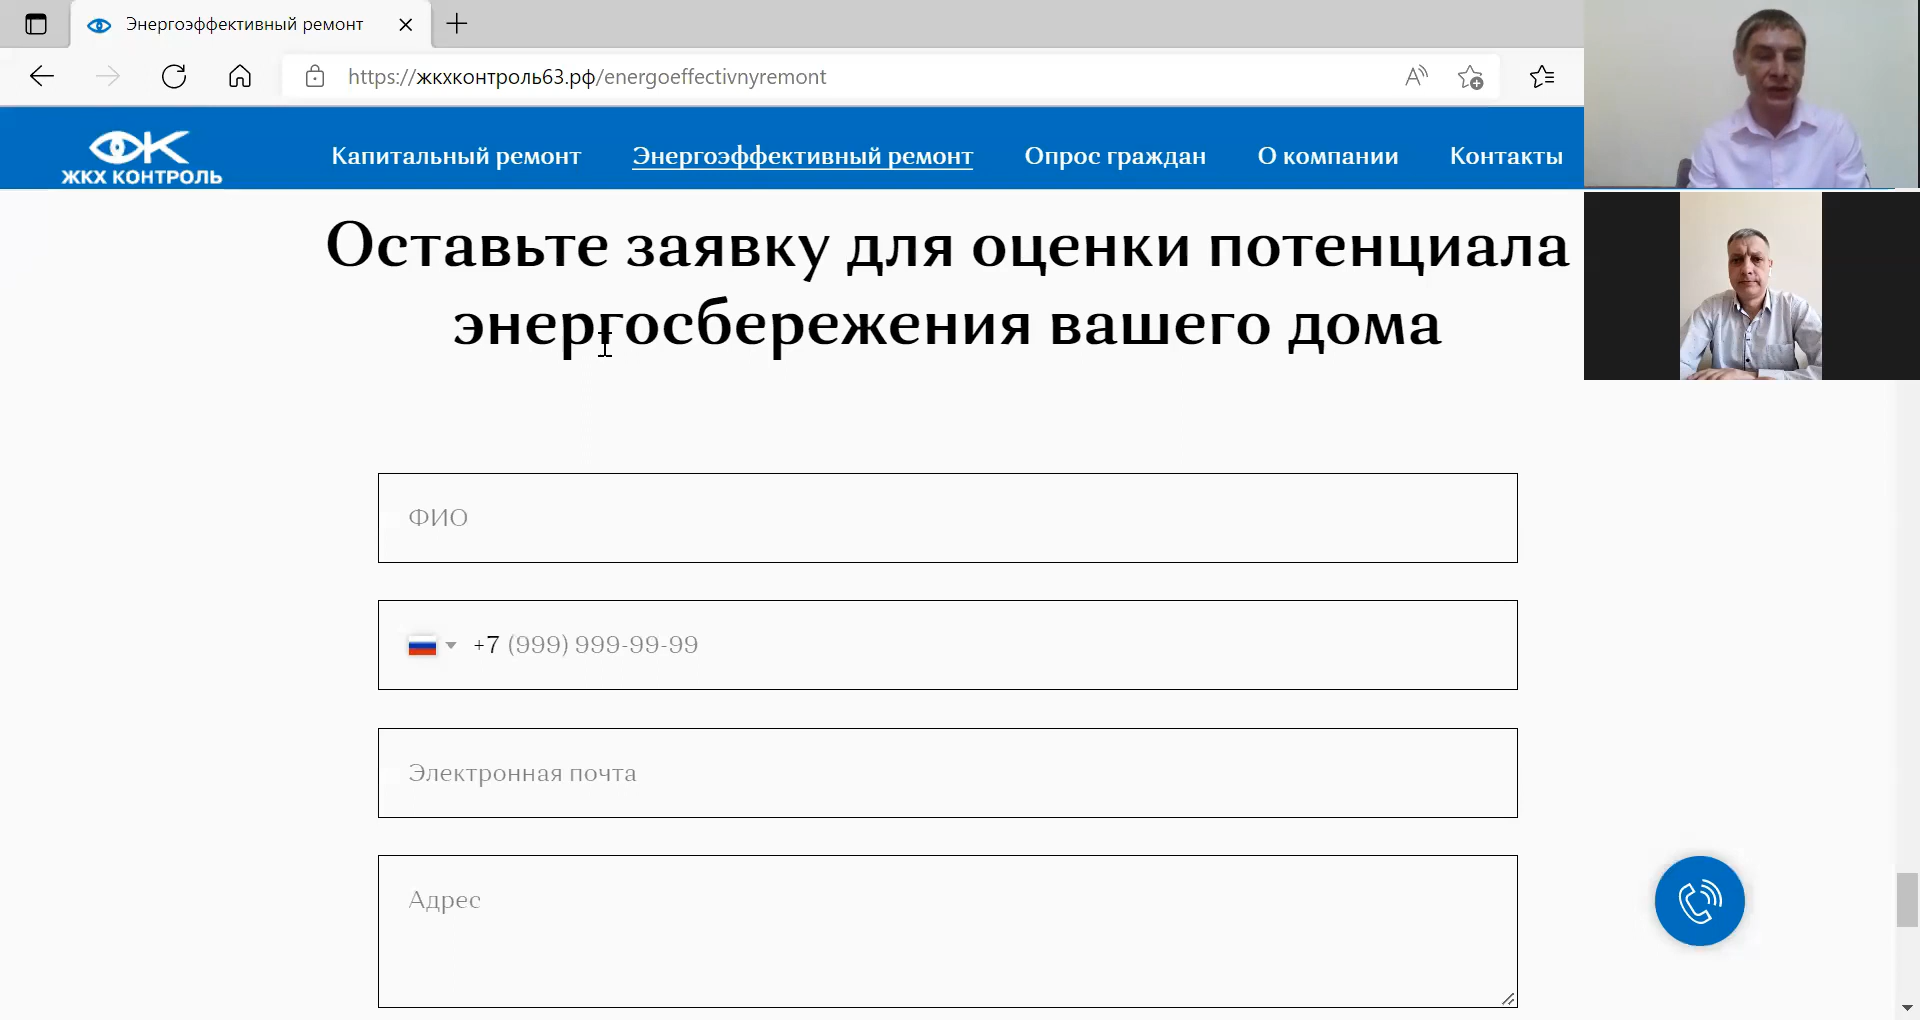 Энергоэффективный ремонт
https://жкхконтроль63.рф/energoeffectivnyremont
ЖКХ КОНТРОЛЬ
Капитальный ремонт
Энергоэффективный ремонт
Опрос граждан
О компании
Контакты
Оставьте заявку для оценки потенциала
энергосбережения вашего дома
ФИО
+7 (999) 999-99-99
Электронная почта
Адрес